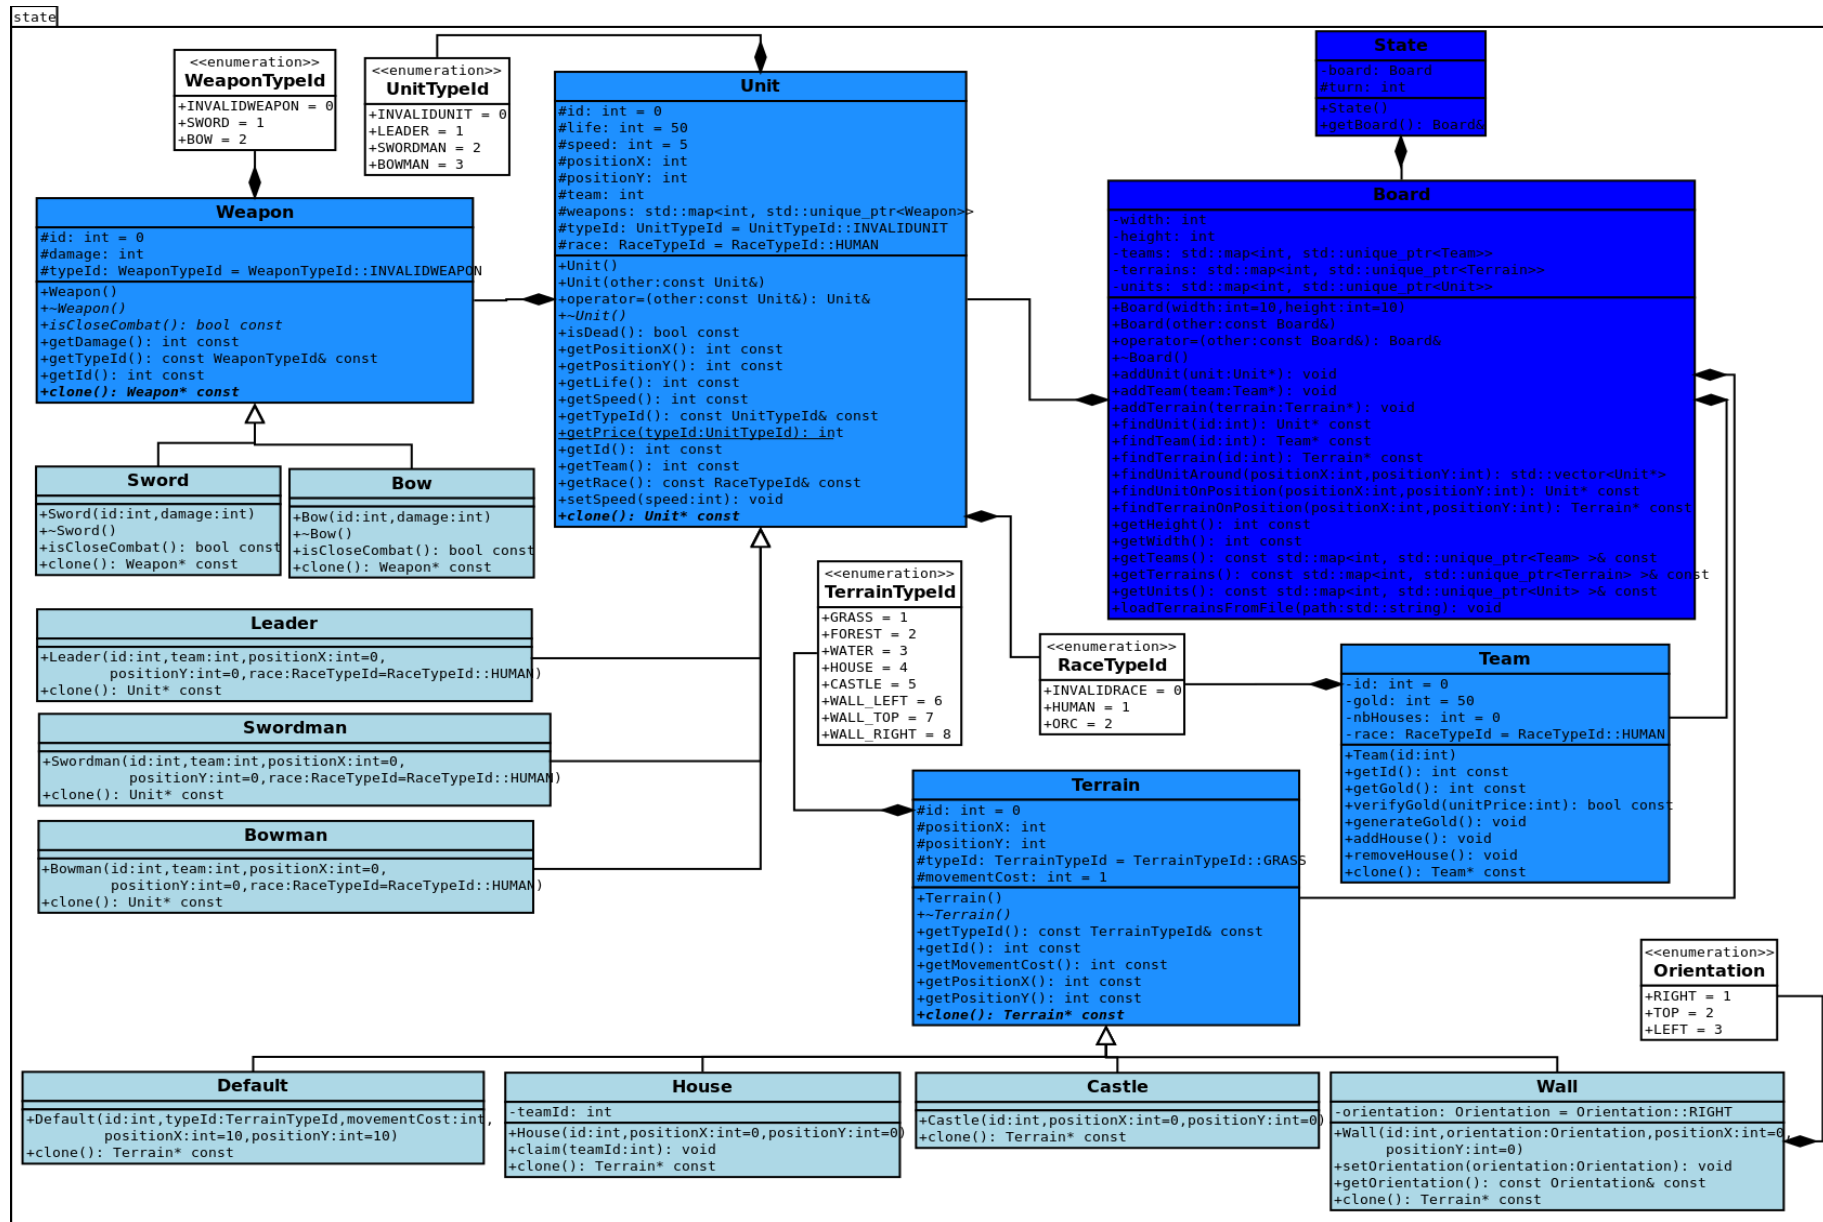 state
<<enumeration>>
WeaponTypeId
+INVALIDWEAPON = 0
+SWORD = 1
+BOW = 2
<<enumeration>>
UnitTypeId
+INVALIDUNIT = 0
+LEADER = 1
+SWORDMAN = 2
+BOWMAN = 3
Unit
#id: int = 0
#life: int = 50
#speed: int = 5
#positionX: int
#positionY: int
#team: int
#weapons: std::map<int, std::unique_ptr<Weapon>>
#typeId: UnitTypeId = UnitTypeId::INVALIDUNIT
#race: RaceTypeId = RaceTypeId::HUMAN
+Unit()
+Unit(other:const Unit&)
+operator=(other:const Unit&): Unit&
+~Unit()
+isDead(): bool const
+getPositionX(): int const
+getPositionY(): int const
+getLife(): int const
+getSpeed(): int const
+getTypeId(): const UnitTypeId& const
+getPrice(typeId:UnitTypeId): int
+getId(): int const
+getTeam(): int const
+getRace(): const RaceTypeId& const
+setSpeed(speed:int): void
+clone(): Unit* const
State
-board: Board
#turn: int
+State()
+getBoard(): Board&
Board
-width: int
-height: int
-teams: std::map<int, std::unique_ptr<Team>>
-terrains: std::map<int, std::unique_ptr<Terrain>>
-units: std::map<int, std::unique_ptr<Unit>>
+Board(width:int=10,height:int=10)
+Board(other:const Board&)
+operator=(other:const Board&): Board&
+~Board()
+addUnit(unit:Unit*): void
+addTeam(team:Team*): void
+addTerrain(terrain:Terrain*): void
+findUnit(id:int): Unit* const
+findTeam(id:int): Team* const
+findTerrain(id:int): Terrain* const
+findUnitAround(positionX:int,positionY:int): std::vector<Unit*>
+findUnitOnPosition(positionX:int,positionY:int): Unit* const
+findTerrainOnPosition(positionX:int,positionY:int): Terrain* const
+getHeight(): int const
+getWidth(): int const
+getTeams(): const std::map<int, std::unique_ptr<Team> >& const
+getTerrains(): const std::map<int, std::unique_ptr<Terrain> >& const
+getUnits(): const std::map<int, std::unique_ptr<Unit> >& const
+loadTerrainsFromFile(path:std::string): void
Weapon
#id: int = 0
#damage: int
#typeId: WeaponTypeId = WeaponTypeId::INVALIDWEAPON
+Weapon()
+~Weapon()
+isCloseCombat(): bool const
+getDamage(): int const
+getTypeId(): const WeaponTypeId& const
+getId(): int const
+clone(): Weapon* const
Sword
+Sword(id:int,damage:int)
+~Sword()
+isCloseCombat(): bool const
+clone(): Weapon* const
Bow
+Bow(id:int,damage:int)
+~Bow()
+isCloseCombat(): bool const
+clone(): Weapon* const
Leader
+Leader(id:int,team:int,positionX:int=0,
positionY:int=0,race:RaceTypeId=RaceTypeId::HUMAN)
+clone(): Unit* const
Swordman
+Swordman(id:int,team:int,positionX:int=0,
positionY:int=0,race:RaceTypeId=RaceTypeId::HUMAN)
+clone(): Unit* const
Bowman
+Bowman(id:int,team:int,positionX:int=0,
positionY:int=0,race:RaceTypeId=RaceTypeId::HUMAN)
+clone(): Unit* const
<<enumeration>>
TerrainTypeId
+GRASS = 1
+FOREST = 2
+WATER = 3
+HOUSE = 4
+CASTLE = 5
+WALL_LEFT = 6
+WALL_TOP = 7
+WALL_RIGHT = 8
<<enumeration>>
RaceTypeId
+INVALIDRACE = 0
+HUMAN = 1
+ORC = 2
Team
-id: int = 0
-gold: int = 50
-nbHouses: int = 0
-race: RaceTypeId = RaceTypeId::HUMAN
+Team(id:int)
+getId(): int const
+getGold(): int const
+verifyGold(unitPrice:int): bool const
+generateGold(): void
+addHouse(): void
+removeHouse(): void
+clone(): Team* const
Terrain
#id: int = 0
#positionX: int
#positionY: int
#typeId: TerrainTypeId = TerrainTypeId::GRASS
#movementCost: int = 1
+Terrain()
+~Terrain()
+getTypeId(): const TerrainTypeId& const
+getId(): int const
+getMovementCost(): int const
+getPositionX(): int const
+getPositionY(): int const
+clone(): Terrain* const
<<enumeration>>
Orientation
+RIGHT = 1
+TOP = 2
+LEFT = 3
Default
+Default(id:int,typeId:TerrainTypeId,movementCost:int,
positionX:int=10,positionY:int=10)
+clone(): Terrain* const
House
-teamId: int
+House(id:int,positionX:int=0,positionY:int=0)
+claim(teamId:int): void
+clone(): Terrain* const
Castle
+Castle(id:int,positionX:int=0,positionY:int=0)
+clone(): Terrain* const
Wall
-orientation: Orientation = Orientation::RIGHT
+Wall(id:int,orientation:Orientation,positionX:int=0,
positionY:int=0)
+setOrientation(orientation:Orientation): void
+getOrientation(): const Orientation& const
+clone(): Terrain* const